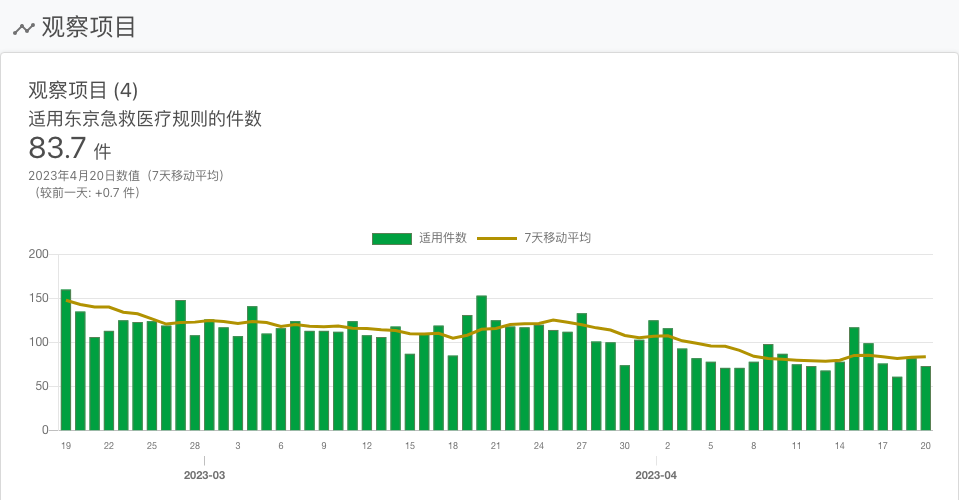 观察项目
观察项目 (4)
适用东京急救医疗规则的件数
83.7 件
2023年4月20日数值（7天移动平均）
（较前一天: +0.7 件）
适用件数 7天移动平均
200
150
100
50
0
19 22 25 28 3 6 9 12 15 18 21 24 27 30 2 5 8 11 14 17 20
2023-03 2023-04